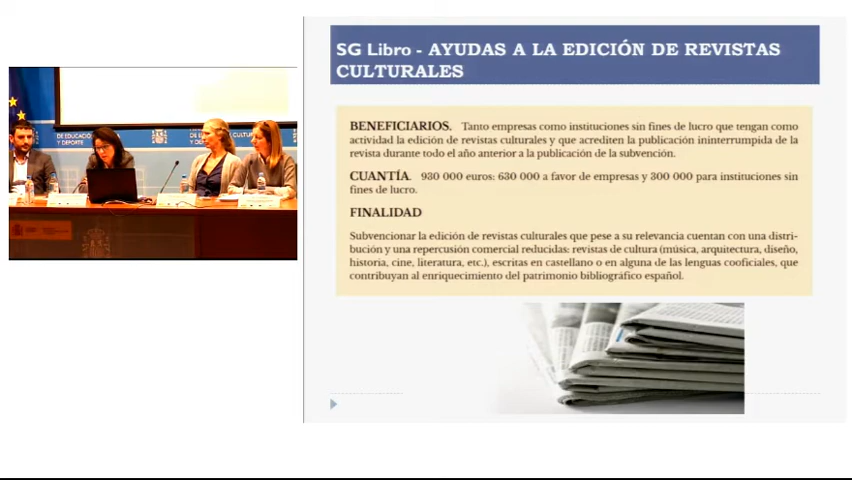 SG Libro - AYUDAS A LA EDICIÓN DE REVISTAS
CULTURALES
BENEFICIARIOS. Tanto empresas como instituciones sin fines de lucro que tengan como
actividad la edición de revistas culturales y que acrediten la publicación ininterrumpida de la
revista durante todo el año anterior a la publicación de la subvención.
CUANTÍA. 930 000 euros: 630 000 a favor de empresas y 300 000 para instituciones sin
fines de lucro.
FINALIDAD
Subvencionar la edición de revistas culturales que pese a su relevancia cuentan con una distri-
bución y una repercusión comercial reducidas: revistas de cultura (música, arquitectura, diseño,
historia, cine, literatura, etc.), escritas en castellano o en alguna de las lenguas cooficiales, que
contribuyan al enriquecimiento del patrimonio bibliográfico español.
DE EDUCACIÓN
Y DEPORTE